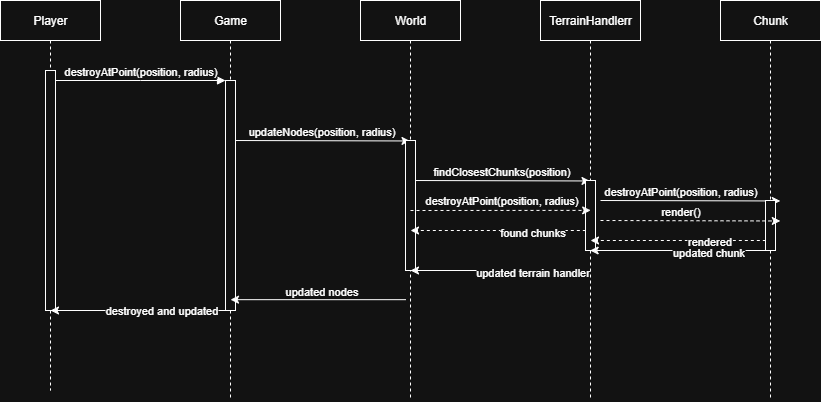 Player
Game
World
TerrainHandlerr
Chunk
destroyAtPoint(position, radius)
updateNodes(position, radius)
findClosestChunks(position)
destroyAtPoint(position, radius)
destroyAtPoint(position, radius)
render()
found chunks
rendered
updated chunk
updated terrain handler
updated nodes
destroyed and updated